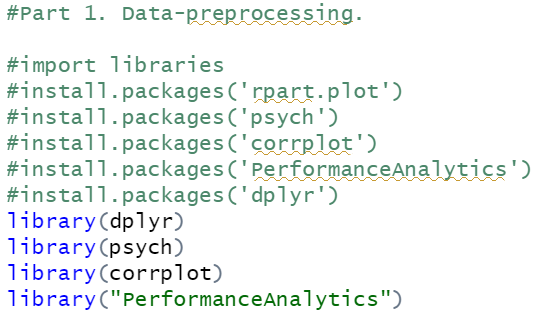 #Part 1. Data-preprocessing.
#import libraries
#install.packages('rpart.plot')
#install.packages('psych')
#install.packages('corrplot')
#install.packages('PerformanceAnalytics')
#install.packages('dplyr')
library(dplyr)
library(psych)
library(corrplot)
library("PerformanceAnalytics")